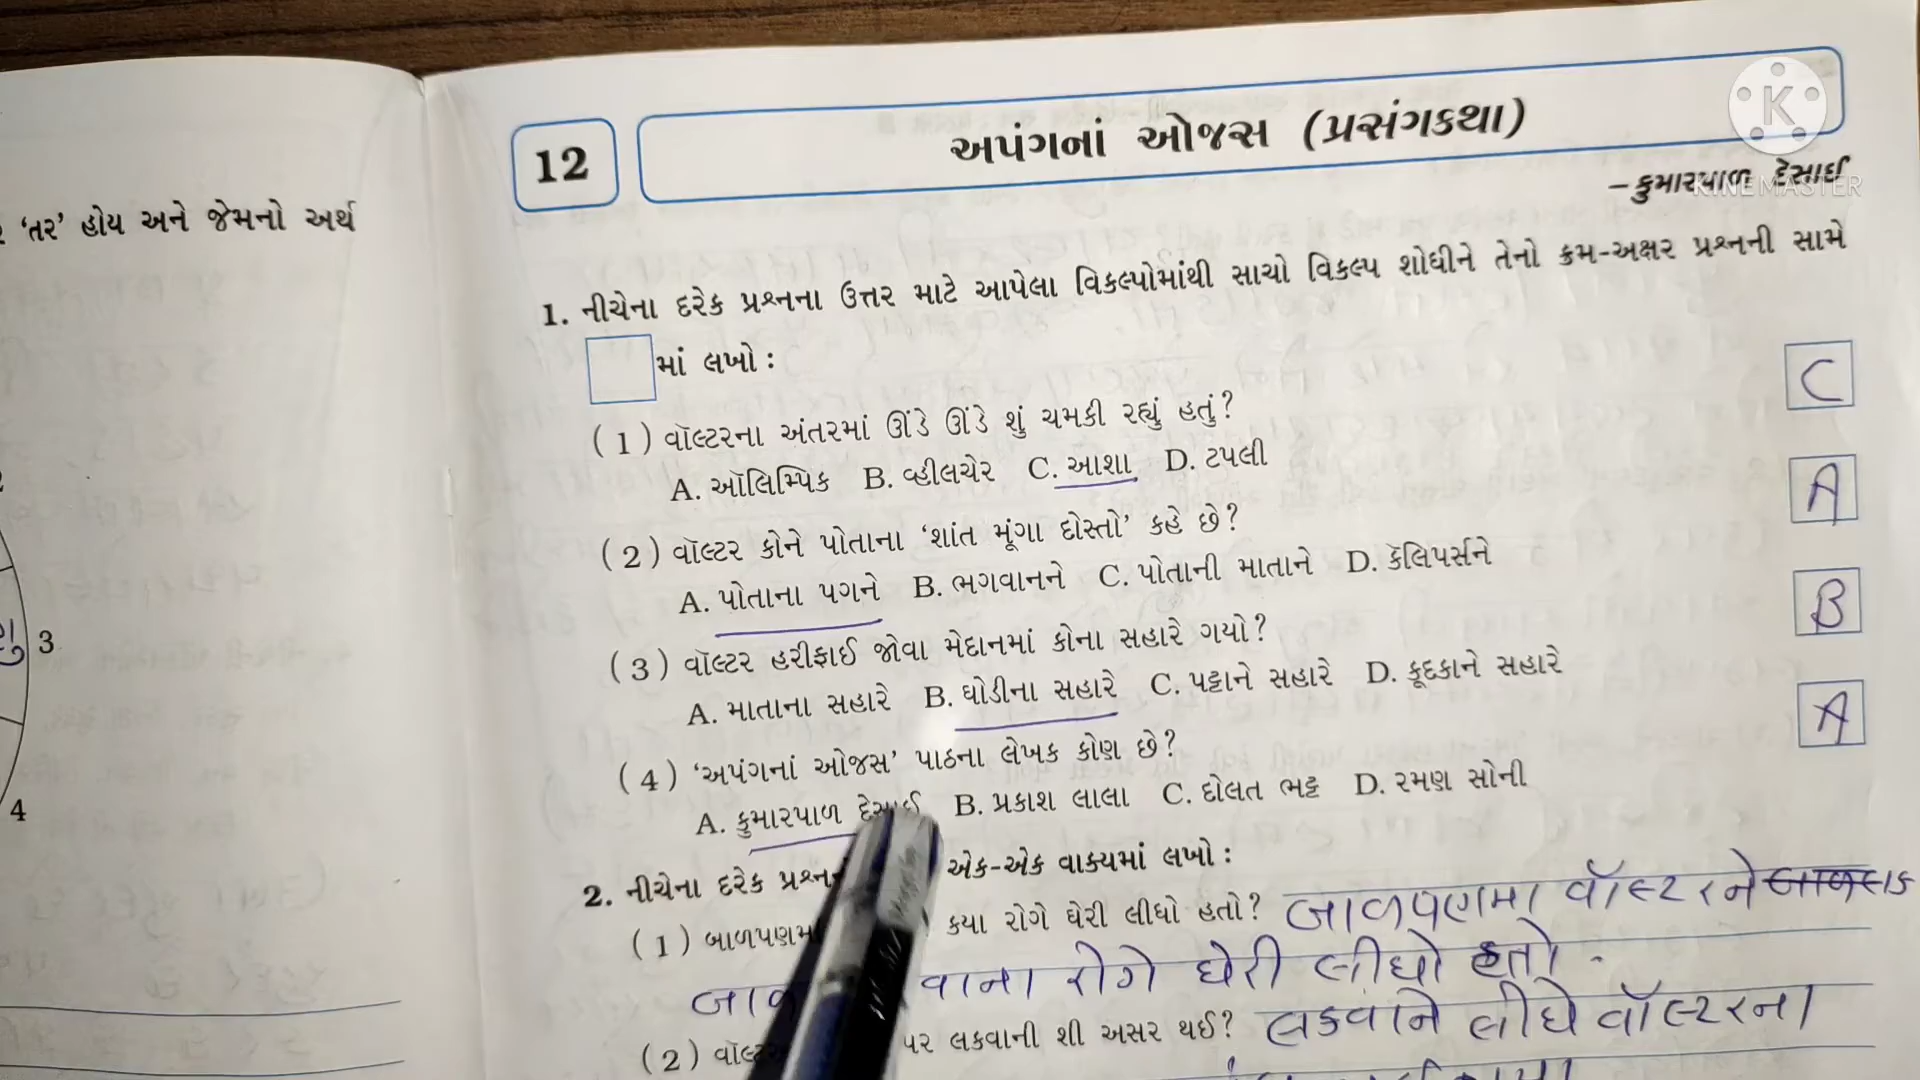 'તર' હોય અને જેમનો અર્થ
3
4
12
અપંગનાં ઓજસ (પ્રસંગકથા)
K
–કુમારપાળ દેસાઈ
KINEMASTER
1. નીચેના દરેક પ્રશ્નના ઉત્તર માટે આપેલા વિકલ્પોમાંથી સાચો વિકલ્પ શોધીને તેનો ક્રમ-અક્ષર પ્રશ્નની સામે
માં લખો :
(1) વૉલ્ટરના અંતરમાં ઊંડે ઊંડે શું ચમકી રહ્યું હતું? C
A. ઑલિમ્પિક B. વ્હીલચેર C. આશા D. ટપલી
(2) વૉલ્ટર કોને પોતાના 'શાંત મૂંગા દોસ્તો' કહે છે? A
A. પોતાના પગને B. ભગવાનને C. પોતાની માતાને D. કૅલિપર્સને
(3) વૉલ્ટર હરીફાઈ જોવા મેદાનમાં કોના સહારે ગયો? B
A. માતાના સહારે B. ઘોડીના સહારે C. પટ્ટાને સહારે D. કૂદકાને સહારે
(4) 'અપંગનાં ઓજસ' પાઠના લેખક કોણ છે? A
A. કુમારપાળ દેસાઈ B. પ્રકાશ લાલા C. દોલત ભટ્ટ D. રમણ સોની
2. નીચેના દરેક એક-એક વાક્યમાં લખો :
(1) કયા રોગે ઘેરી લીધો હતો? બાળપણમા વૉલ્ટરને
રોગે ઘેરી લીધો હતો.
(2) પર લકવાની શી અસર થઈ? લકવાને લીધે વૉલ્ટરના